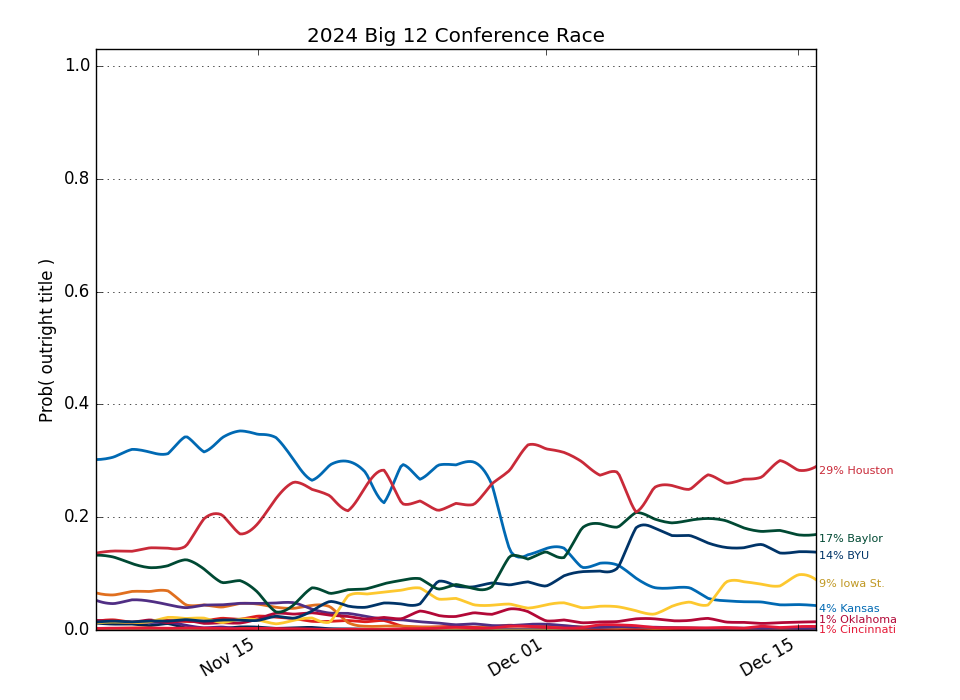 2024 Big 12 Conference Race
Prob( outright title )
1.0
0.8
0.6
0.4
0.2
0.0
29% Houston
17% Baylor
14% BYU
9% Iowa St.
4% Kansas
1% Oklahoma
1% Cincinnati
Nov 15
Dec 01
Dec 15